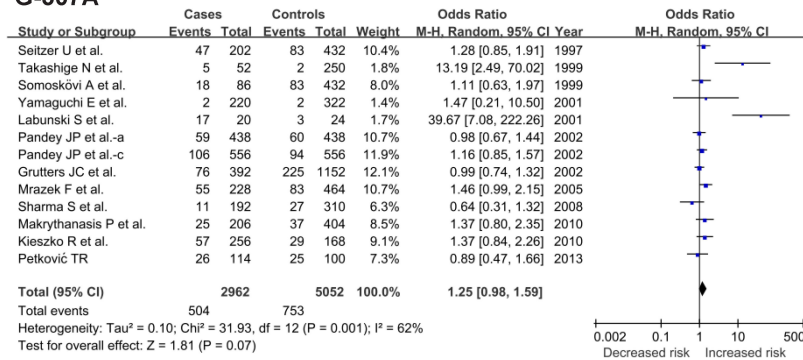 Cases Controls Odds Ratio Odds Ratio
Study or Subgroup Events Total Events Total Weight M-H, Random, 95% CI Year M-H, Random, 95% CI
Seitzer U et al. 47 202 83 432 10.4% 1.28 [0.85, 1.91] 1997
Takashige N et al. 5 52 2 250 1.8% 13.19 [2.49, 70.02] 1999
Somoskövi A et al. 18 86 83 432 8.1% 1.11 [0.63, 1.97] 1999
Yamaguchi E et al. 2 220 2 322 1.4% 1.47 [0.21, 10.50] 2001
Labunski S et al. 17 20 3 24 1.8% 39.67 [7.08, 222.26] 2001
Pandey JP et al.-a 59 438 60 438 10.7% 0.98 [0.67, 1.44] 2002
Pandey JP et al.-c 106 556 94 556 11.9% 1.16 [0.85, 1.57] 2002
Grutters JC et al. 76 392 225 1152 12.1% 0.99 [0.74, 1.32] 2002
Mrazek F et al. 55 228 83 464 10.7% 1.46 [0.99, 2.15] 2005
Sharma S et al. 11 192 27 310 6.5% 0.64 [0.31, 1.32] 2008
Makrythanasis P et al. 25 206 37 404 8.5% 1.37 [0.80, 2.35] 2010
Kieszko R et al. 57 256 29 168 9.1% 1.37 [0.84, 2.26] 2010
Petković TR 26 114 25 100 7.3% 0.89 [0.47, 1.66] 2013
Total (95% CI) 2962 5052 100.0% 1.25 [0.98, 1.59]
Total events 504 753
Heterogeneity: Tau² = 0.10; Chi² = 31.93, df = 12 (P = 0.001); I² = 62%
Test for overall effect: Z = 1.81 (P = 0.07)
0.002 0.1 1 10 500
Decreased risk Increased risk